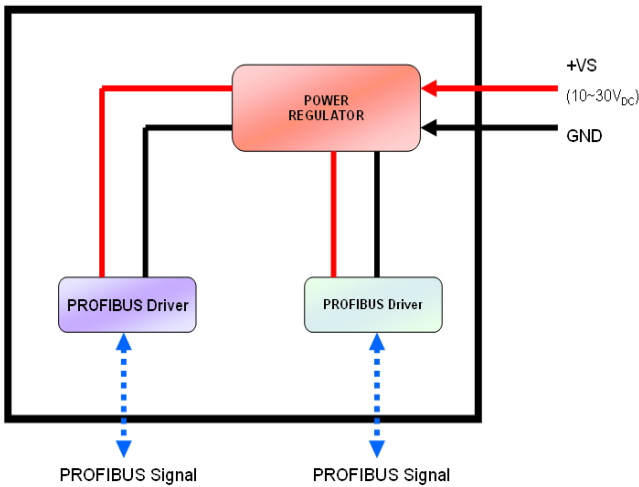 +VS
(10~30VDC)
GND
POWER
REGULATOR
PROFIBUS Driver
PROFIBUS Driver
PROFIBUS Signal
PROFIBUS Signal